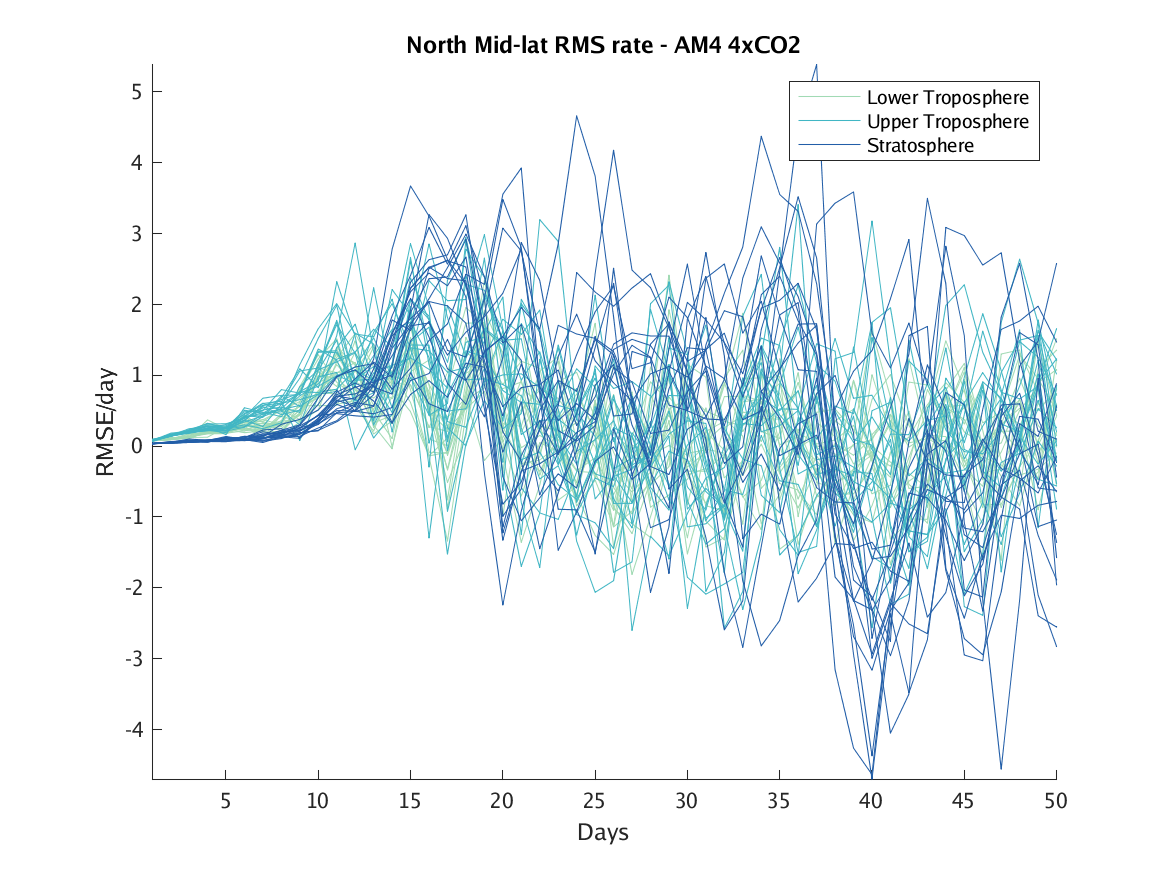 North Mid-lat RMS rate - AM4 4xCO2
Lower Troposphere
Upper Troposphere
Stratosphere
RMSE/day
5
4
3
2
1
0
-1
-2
-3
-4
5 10 15 20 25 30 35 40 45 50
Days